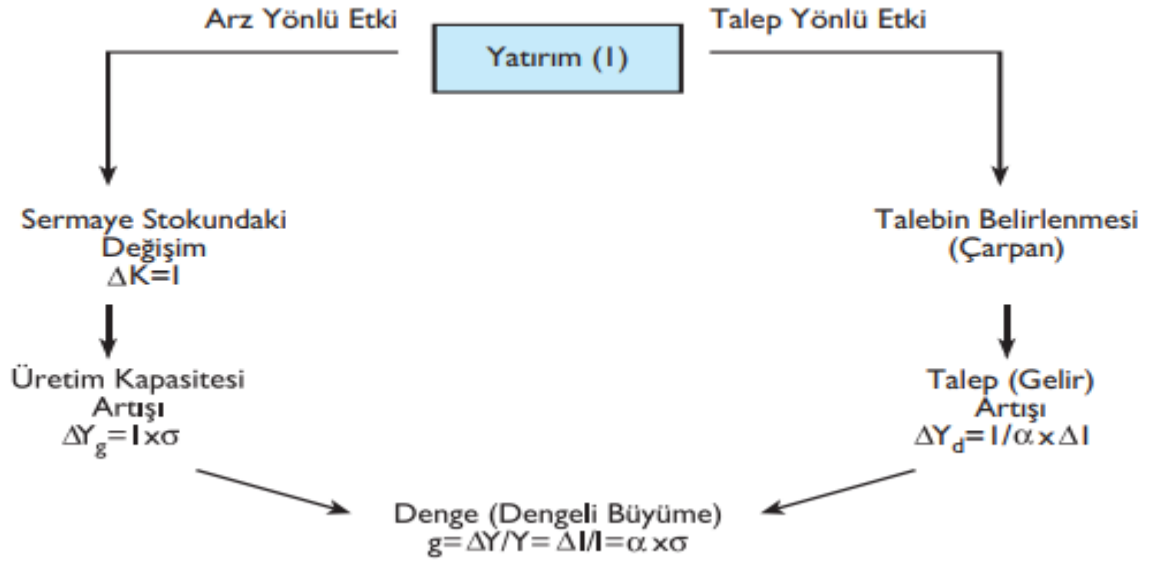 Arz Yönlü Etki
Talep Yönlü Etki
Yatırım (I)
Sermaye Stokundaki
Değişim
ΔK=I
Talebin Belirlenmesi
(Çarpan)
Üretim Kapasitesi
Artışı
ΔYg=I×σ
Talep (Gelir)
Artışı
ΔYd=1/α×ΔI
Denge (Dengeli Büyüme)
g=ΔY/Y=ΔI/I=α×σ